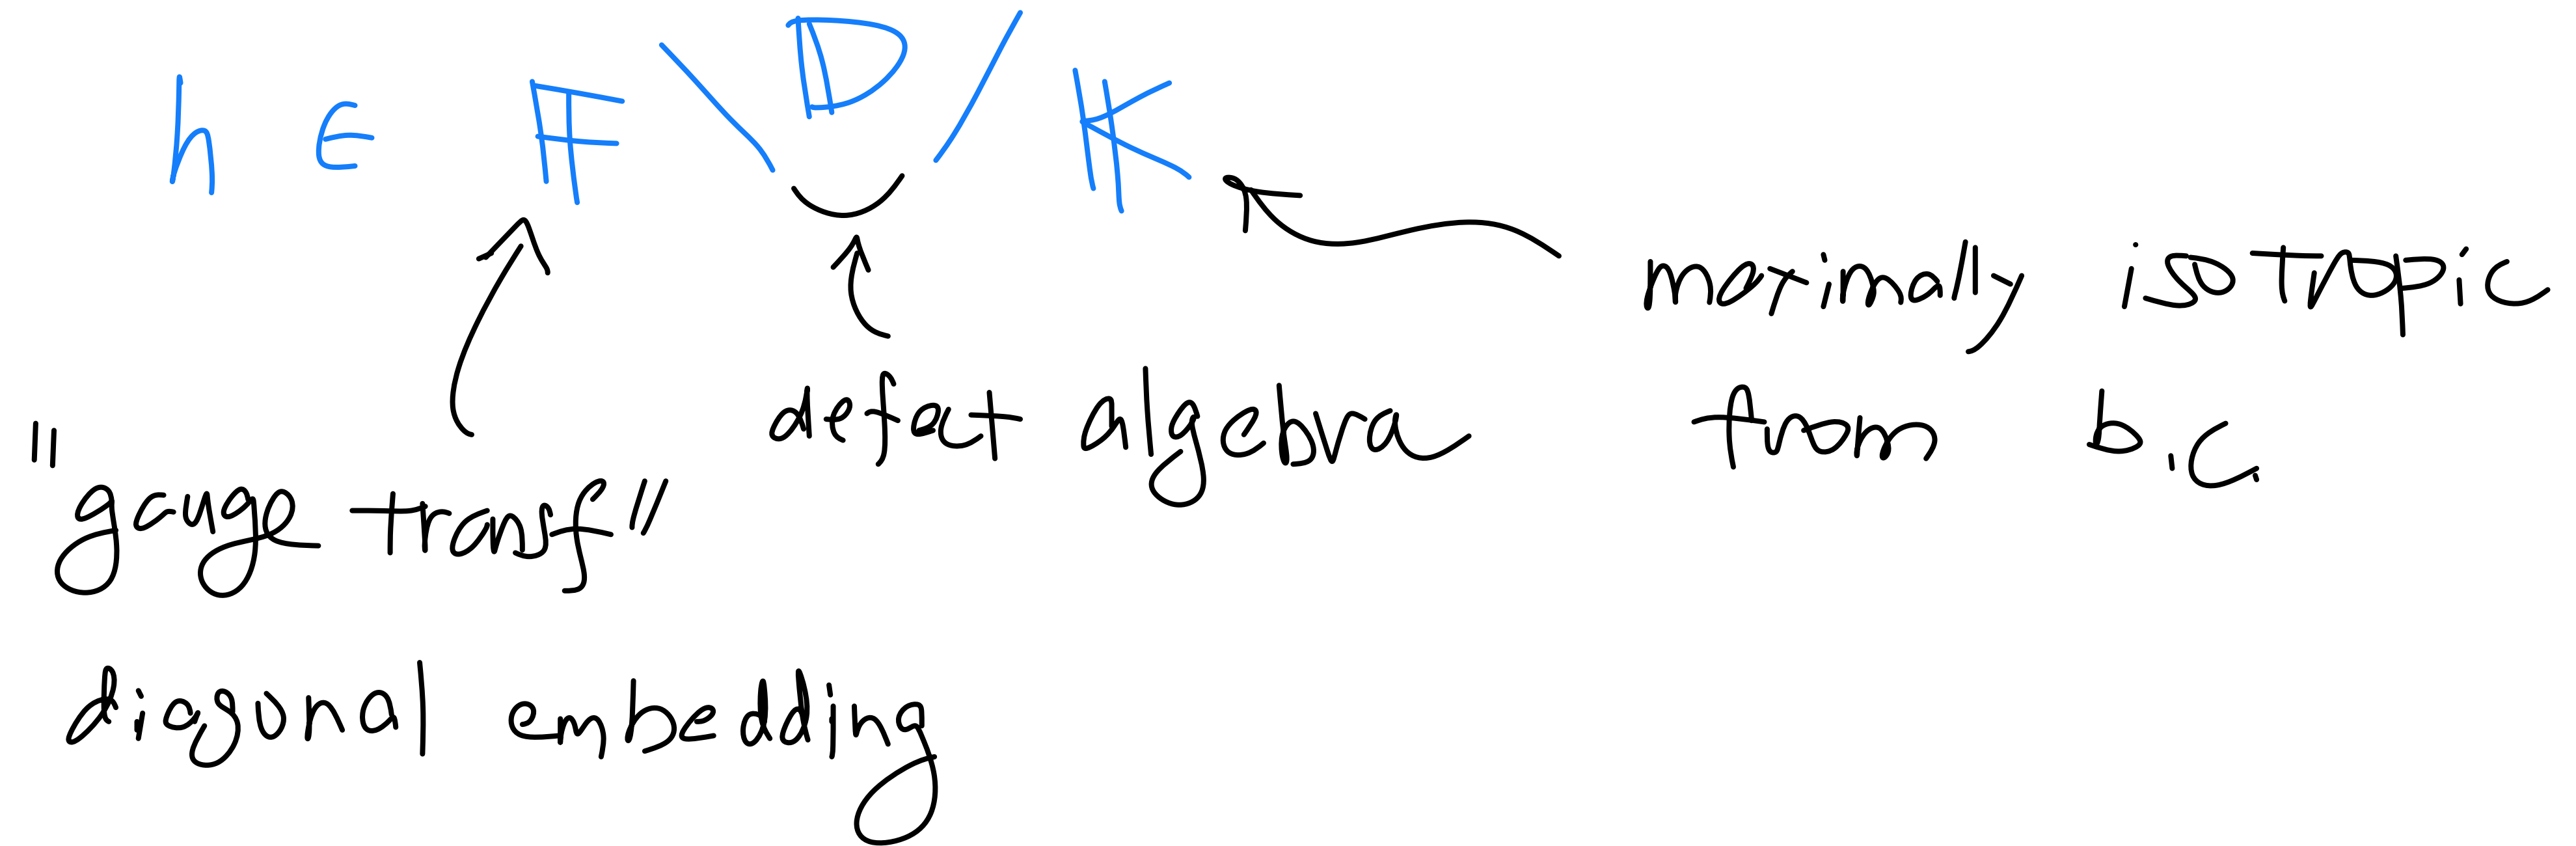 h ∈ 𝔽 \ 𝔻 / 𝕂
maximally isotropic
from b.c.
defect algebra
"gauge transf"
diagonal embedding